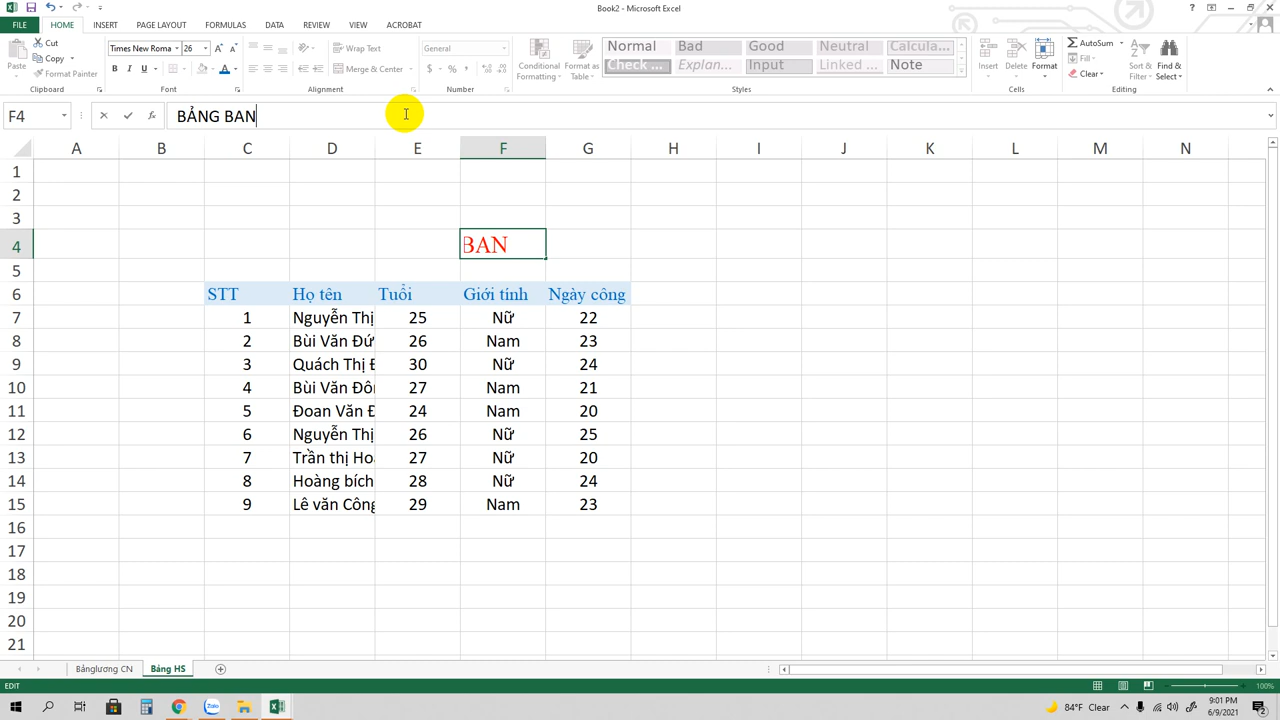 Book2 - Microsoft Excel
FILE HOME INSERT PAGE LAYOUT FORMULAS DATA REVIEW VIEW ACROBAT
Paste
Cut
Copy
Format Painter
Clipboard
Times New Roma 26
B I U
Font
Wrap Text
Merge & Center
Alignment
General
$ % ,
Number
Conditional Formatting
Format as Table
Normal Bad Good Neutral Calcula...
Check ... Explan... Input Linked ... Note
Styles
Insert Delete Format
Cells
AutoSum
Fill
Clear
Sort & Filter
Find & Select
Editing
F4 BẢNG BAN
A B C D E F G H I J K L M N
1
2
3
4 BAN
5
6 STT Họ tên Tuổi Giới tính Ngày công
7 1 Nguyễn Thị 25 Nữ 22
8 2 Bùi Văn Đứ 26 Nam 23
9 3 Quách Thị 30 Nữ 24
10 4 Bùi Văn Đôn 27 Nam 21
11 5 Đoan Văn 24 Nam 20
12 6 Nguyễn Thị 26 Nữ 25
13 7 Trần thị Ho 27 Nữ 20
14 8 Hoàng bích 28 Nữ 24
15 9 Lê văn Công 29 Nam 23
16
17
18
19
20
21
Bảnglương CN Bảng HS
EDIT 100%
Zalo 84°F Clear 9:01 PM
6/9/2021 2